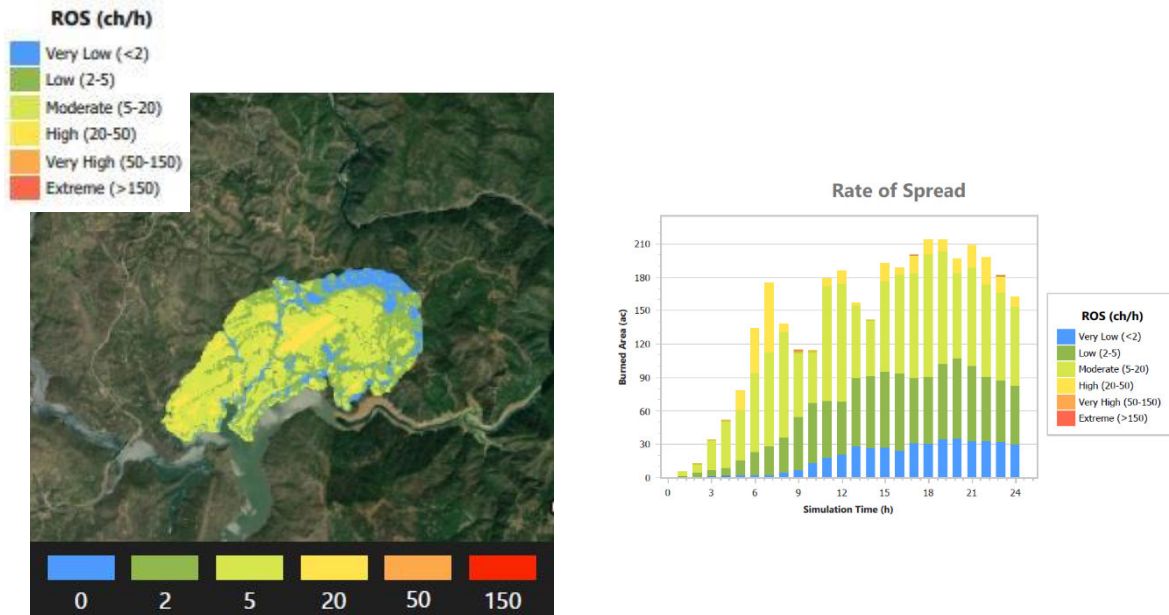 ROS (ch/h)
Very Low (<2)
Low (2-5)
Moderate (5-20)
High (20-50)
Very High (50-150)
Extreme (>150)
0 2 5 20 50 150
Rate of Spread
Burned Area (ac)
210
180
150
120
90
60
30
0
0 3 6 9 12 15 18 21 24
Simulation Time (h)
ROS (ch/h)
Very Low (<2)
Low (2-5)
Moderate (5-20)
High (20-50)
Very High (50-150)
Extreme (>150)